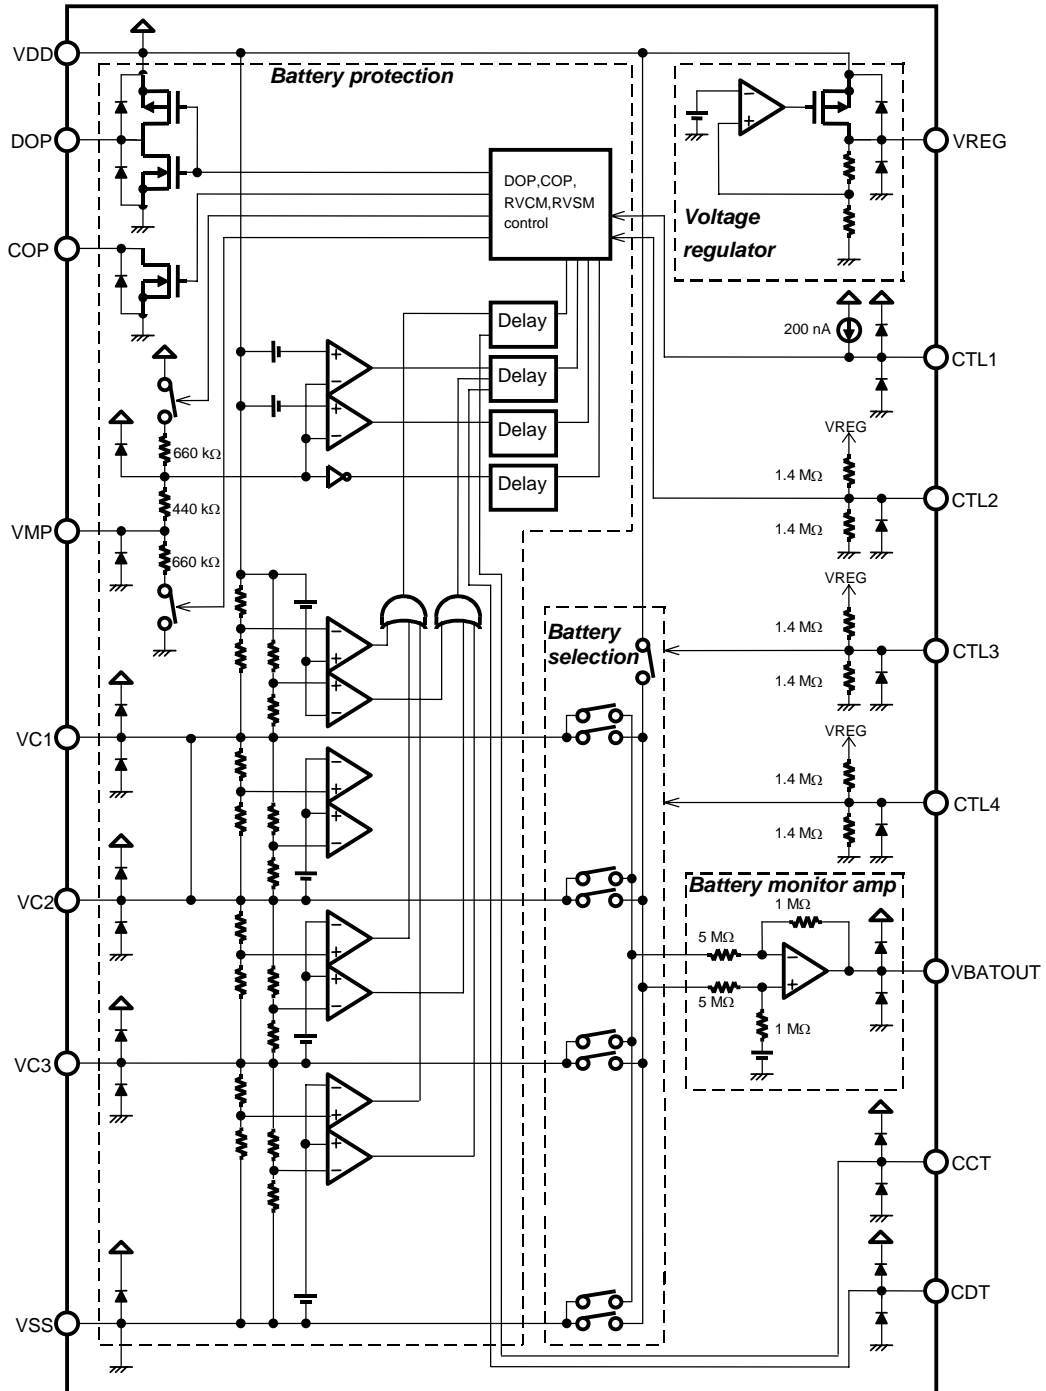 VDD
Battery protection
DOP
VREG
DOP,COP,
RVCM,RVSM
control
Voltage
regulator
COP
Delay
200 nA
CTL1
Delay
Delay
VREG
660 kΩ
Delay
1.4 MΩ
CTL2
440 kΩ
VMP
1.4 MΩ
660 kΩ
VREG
Battery
selection
1.4 MΩ
CTL3
1.4 MΩ
VC1
VREG
1.4 MΩ
CTL4
1.4 MΩ
Battery monitor amp
VC2
1 MΩ
5 MΩ
VBATOUT
5 MΩ
1 MΩ
VC3
CCT
CDT
VSS